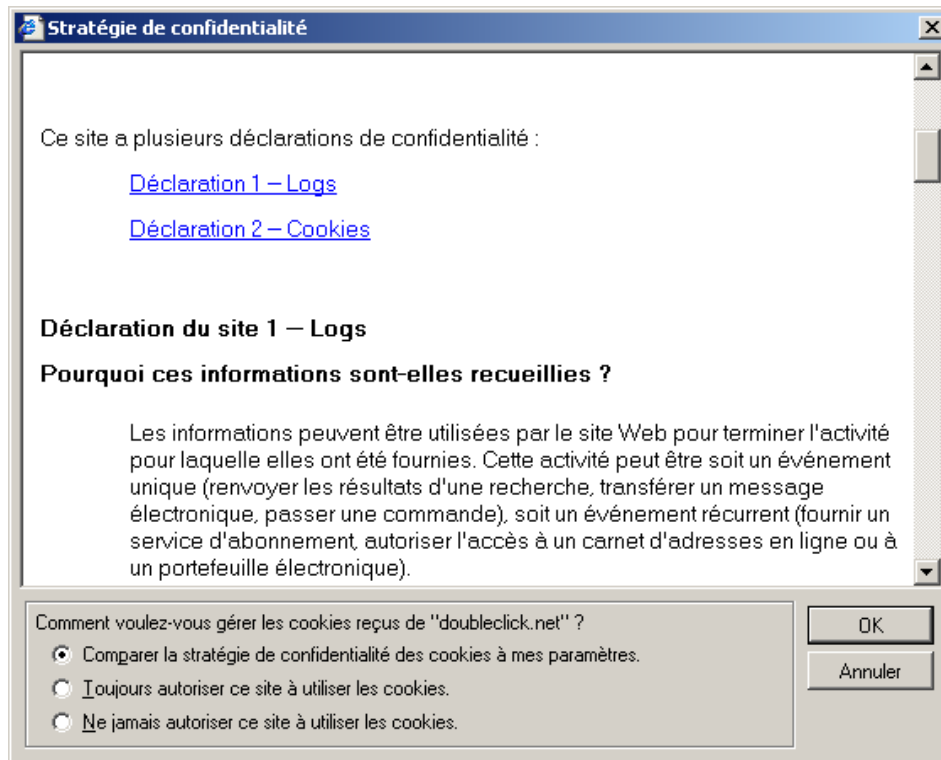 Stratégie de confidentialité
Ce site a plusieurs déclarations de confidentialité :
Déclaration 1 – Logs
Déclaration 2 – Cookies
Déclaration du site 1 – Logs
Pourquoi ces informations sont-elles recueillies ?
Les informations peuvent être utilisées par le site Web pour terminer l'activité
pour laquelle elles ont été fournies. Cette activité peut être soit un événement
unique (renvoyer les résultats d'une recherche, transférer un message
électronique, passer une commande), soit un événement récurrent (fournir un
service d'abonnement, autoriser l'accès à un carnet d'adresses en ligne ou à
un portefeuille électronique).
Comment voulez-vous gérer les cookies reçus de "doubleclick.net" ?
Comparer la stratégie de confidentialité des cookies à mes paramètres.
Toujours autoriser ce site à utiliser les cookies.
Ne jamais autoriser ce site à utiliser les cookies.
OK
Annuler